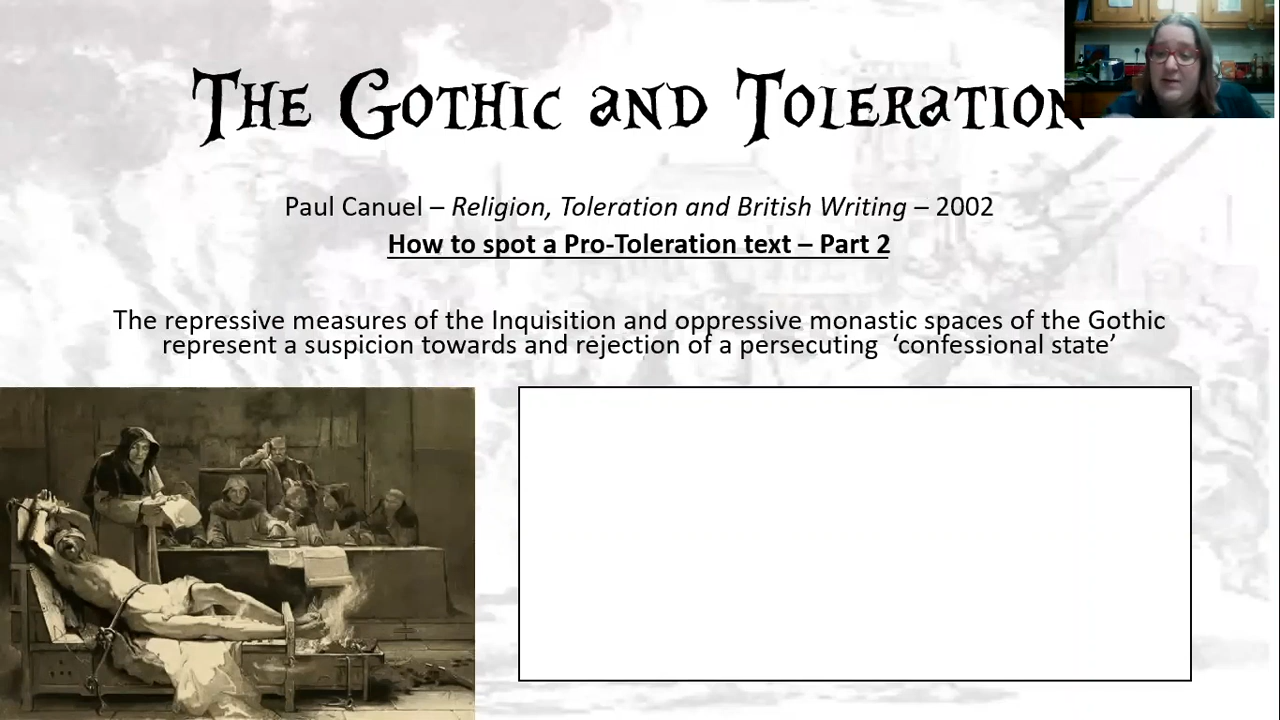 The Gothic and Toleration
Paul Canuel – Religion, Toleration and British Writing – 2002
How to spot a Pro-Toleration text – Part 2
The repressive measures of the Inquisition and oppressive monastic spaces of the Gothic
represent a suspicion towards and rejection of a persecuting ‘confessional state’